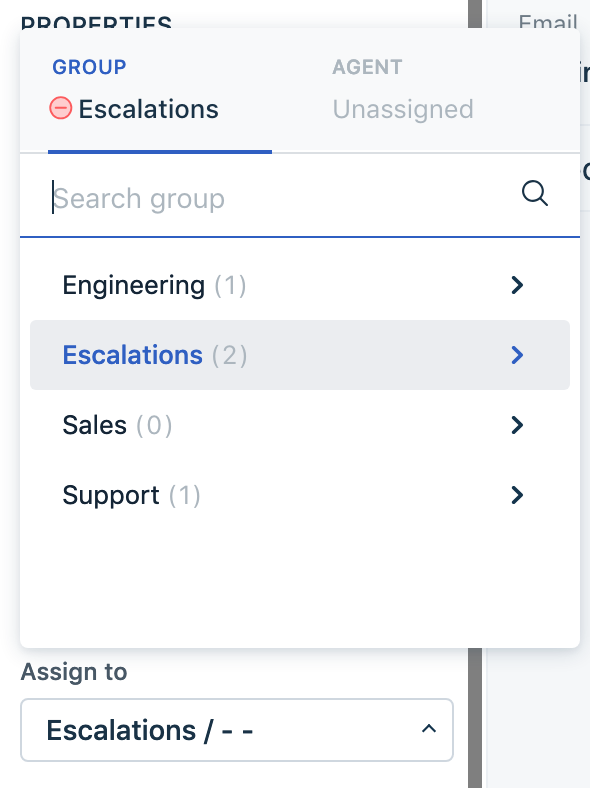 PROPERTIES
Email
GROUP
AGENT
Escalations
Unassigned
Search group
Engineering (1)
Escalations (2)
Sales (0)
Support (1)
Assign to
Escalations / - -